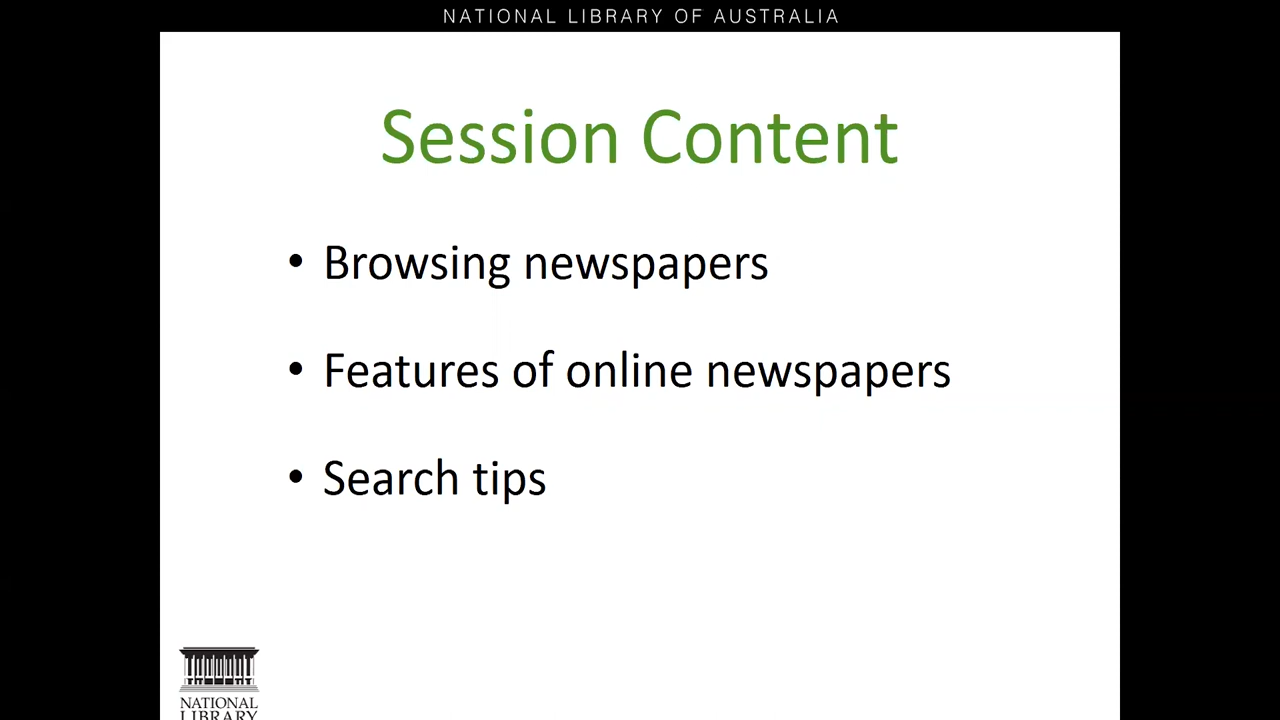 NATIONAL LIBRARY OF AUSTRALIA
Session Content
• Browsing newspapers
• Features of online newspapers
• Search tips
NATIONAL
LIBRARY